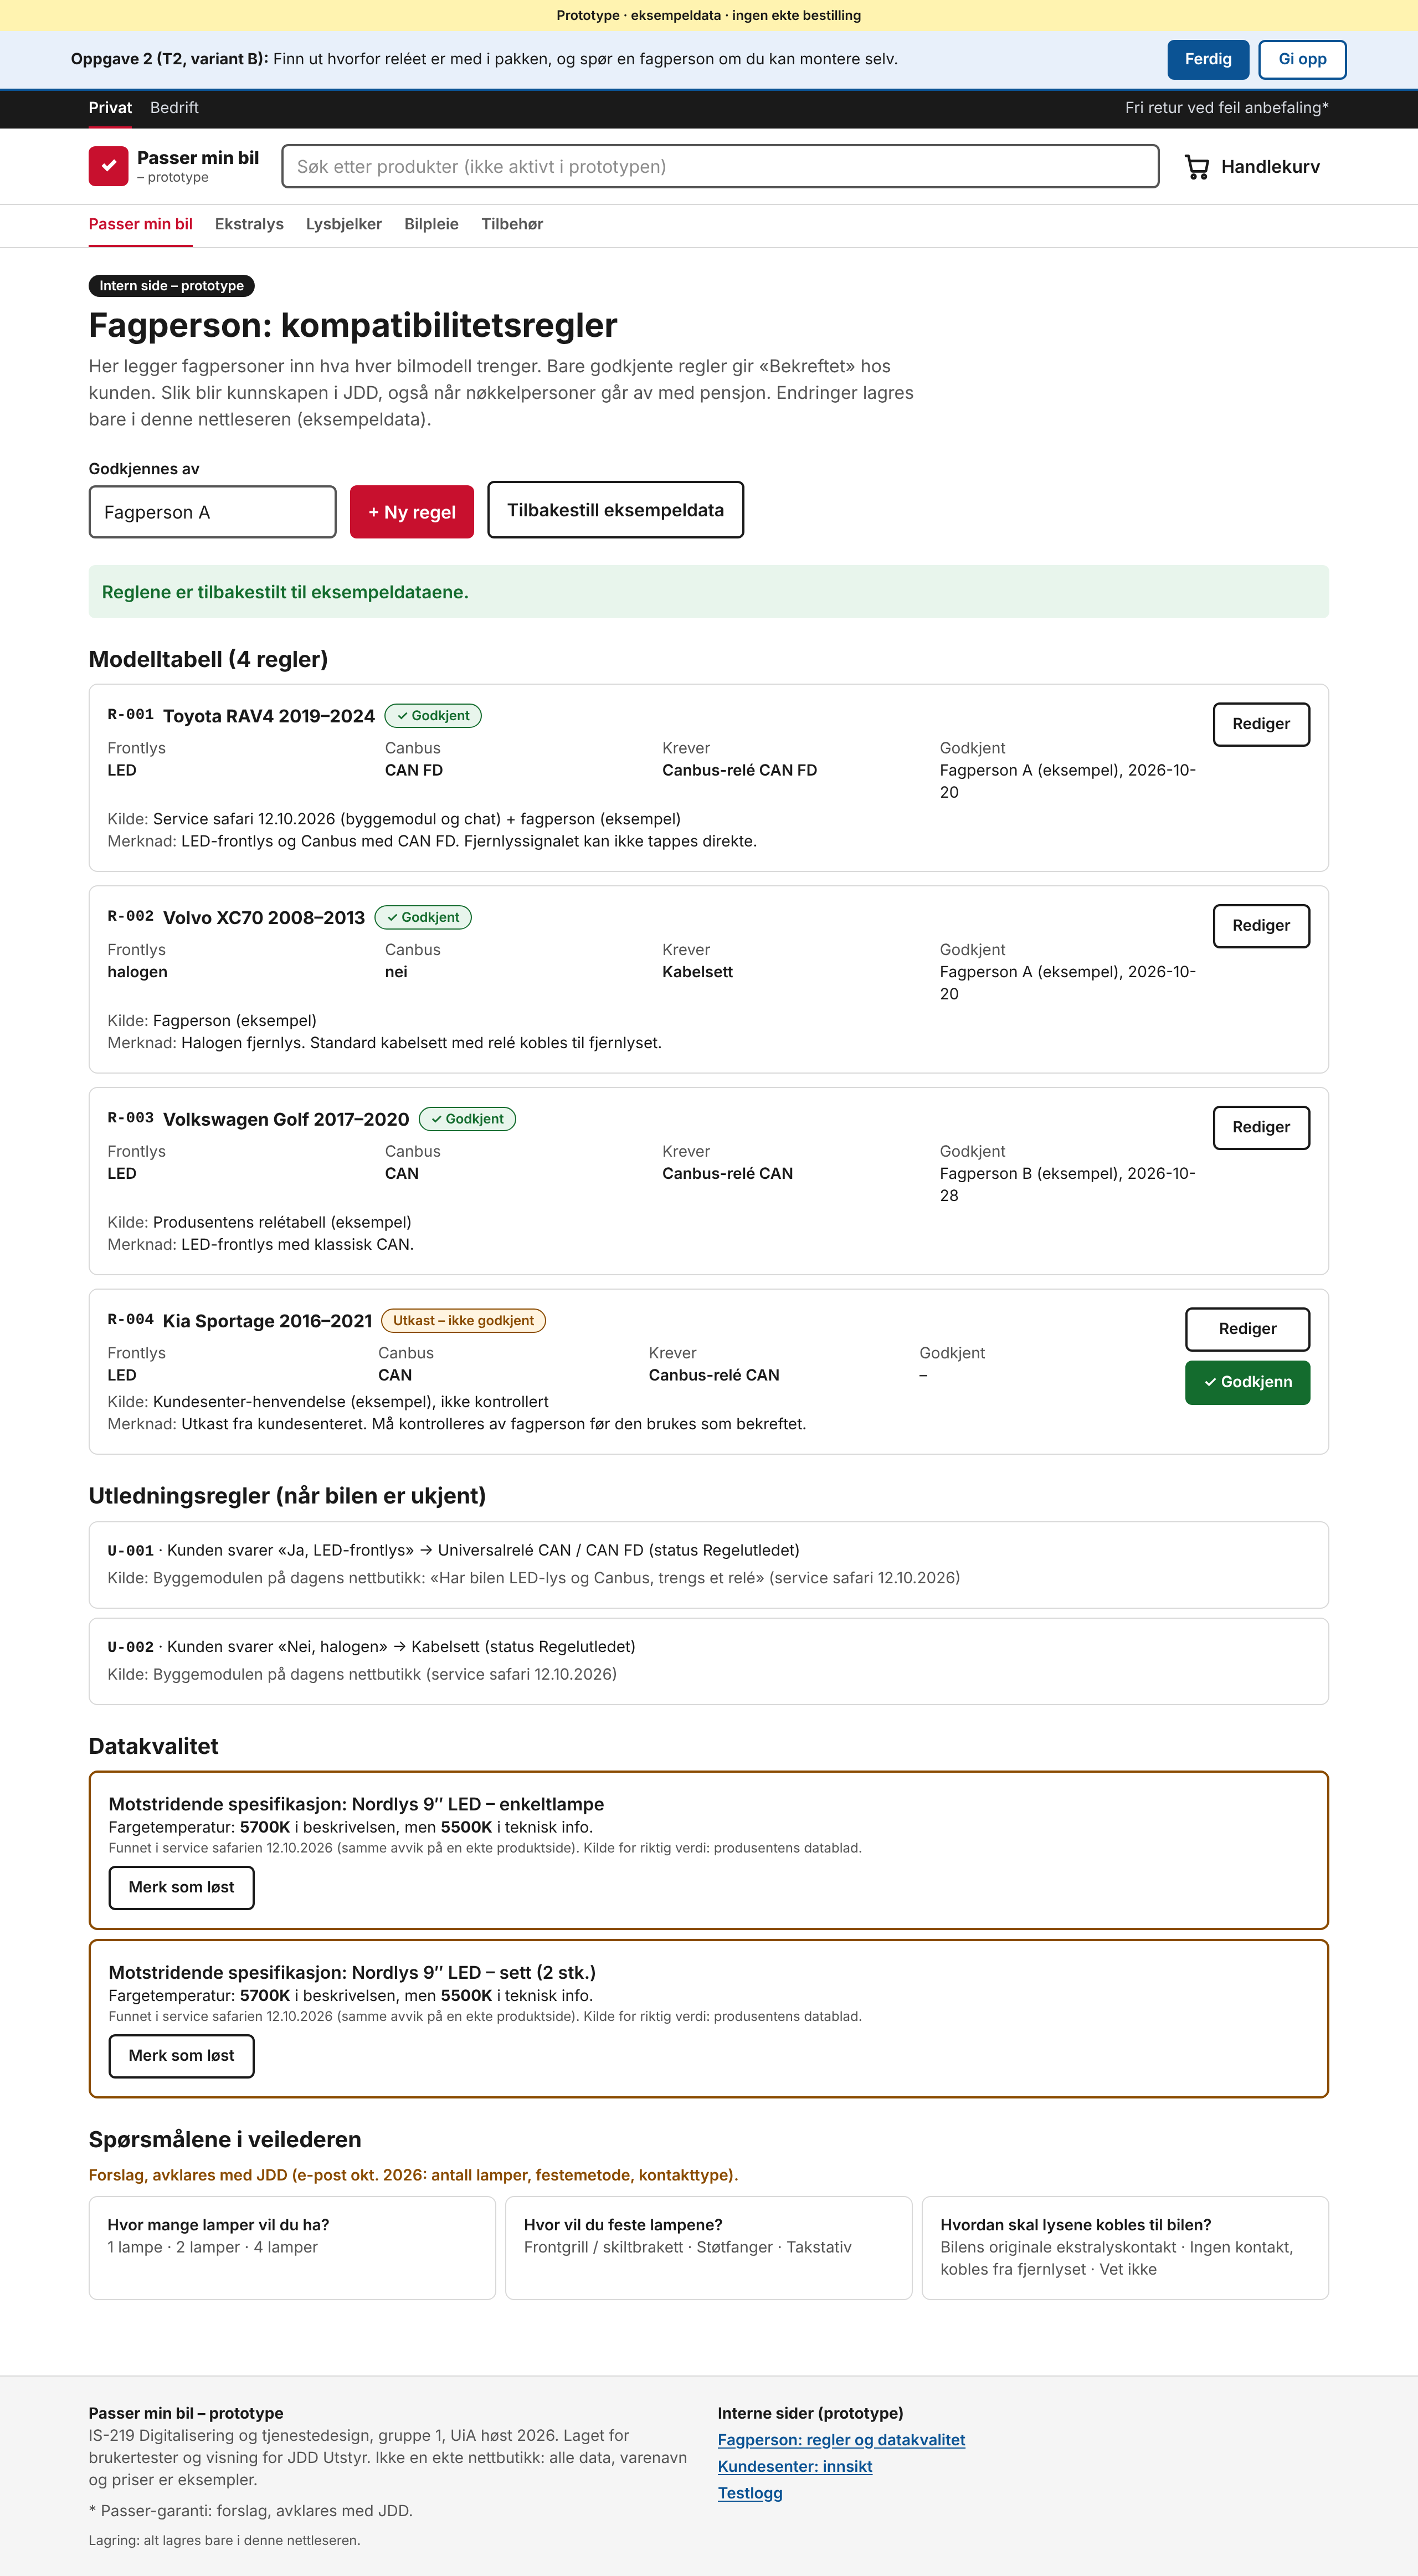 Prototype · eksempeldata · ingen ekte bestilling
Oppgave 2 (T2, variant B): Finn ut hvorfor reléet er med i pakken, og spør en fagperson om du kan montere selv.
Ferdig
Gi opp
Privat
Bedrift
Fri retur ved feil anbefaling*
Passer min bil
– prototype
Søk etter produkter (ikke aktivt i prototypen)
Handlekurv
Passer min bil
Ekstralys
Lysbjelker
Bilpleie
Tilbehør
Intern side – prototype
Fagperson: kompatibilitetsregler
Her legger fagpersoner inn hva hver bilmodell trenger. Bare godkjente regler gir «Bekreftet» hos
kunden. Slik blir kunnskapen i JDD, også når nøkkelpersoner går av med pensjon. Endringer lagres
bare i denne nettleseren (eksempeldata).
Godkjennes av
Fagperson A
+ Ny regel
Tilbakestill eksempeldata
Reglene er tilbakestilt til eksempeldataene.
Modelltabell (4 regler)
R-001 Toyota RAV4 2019–2024 ✓ Godkjent
Rediger
Frontlys Canbus Krever Godkjent
LED CAN FD Canbus-relé CAN FD Fagperson A (eksempel), 2026-10-
20
Kilde: Service safari 12.10.2026 (byggemodul og chat) + fagperson (eksempel)
Merknad: LED-frontlys og Canbus med CAN FD. Fjernlyssignalet kan ikke tappes direkte.
R-002 Volvo XC70 2008–2013 ✓ Godkjent
Rediger
Frontlys Canbus Krever Godkjent
halogen nei Kabelsett Fagperson A (eksempel), 2026-10-
20
Kilde: Fagperson (eksempel)
Merknad: Halogen fjernlys. Standard kabelsett med relé kobles til fjernlyset.
R-003 Volkswagen Golf 2017–2020 ✓ Godkjent
Rediger
Frontlys Canbus Krever Godkjent
LED CAN Canbus-relé CAN Fagperson B (eksempel), 2026-10-
28
Kilde: Produsentens relétabell (eksempel)
Merknad: LED-frontlys med klassisk CAN.
R-004 Kia Sportage 2016–2021 Utkast – ikke godkjent
Rediger
Frontlys Canbus Krever Godkjent
LED CAN Canbus-relé CAN –
✓ Godkjenn
Kilde: Kundesenter-henvendelse (eksempel), ikke kontrollert
Merknad: Utkast fra kundesenteret. Må kontrolleres av fagperson før den brukes som bekreftet.
Utledningsregler (når bilen er ukjent)
U-001 · Kunden svarer «Ja, LED-frontlys» → Universalrelé CAN / CAN FD (status Regelutledet)
Kilde: Byggemodulen på dagens nettbutikk: «Har bilen LED-lys og Canbus, trengs et relé» (service safari 12.10.2026)
U-002 · Kunden svarer «Nei, halogen» → Kabelsett (status Regelutledet)
Kilde: Byggemodulen på dagens nettbutikk (service safari 12.10.2026)
Datakvalitet
Motstridende spesifikasjon: Nordlys 9″ LED – enkeltlampe
Fargetemperatur: 5700K i beskrivelsen, men 5500K i teknisk info.
Funnet i service safarien 12.10.2026 (samme avvik på en ekte produktside). Kilde for riktig verdi: produsentens datablad.
Merk som løst
Motstridende spesifikasjon: Nordlys 9″ LED – sett (2 stk.)
Fargetemperatur: 5700K i beskrivelsen, men 5500K i teknisk info.
Funnet i service safarien 12.10.2026 (samme avvik på en ekte produktside). Kilde for riktig verdi: produsentens datablad.
Merk som løst
Spørsmålene i veilederen
Forslag, avklares med JDD (e-post okt. 2026: antall lamper, festemetode, kontakttype).
Hvor mange lamper vil du ha?
1 lampe · 2 lamper · 4 lamper
Hvor vil du feste lampene?
Frontgrill / skiltbrakett · Støtfanger · Takstativ
Hvordan skal lysene kobles til bilen?
Bilens originale ekstralyskontakt · Ingen kontakt,
kobles fra fjernlyset · Vet ikke
Passer min bil – prototype
IS-219 Digitalisering og tjenestedesign, gruppe 1, UiA høst 2026. Laget for
brukertester og visning for JDD Utstyr. Ikke en ekte nettbutikk: alle data, varenavn
og priser er eksempler.
* Passer-garanti: forslag, avklares med JDD.
Lagring: alt lagres bare i denne nettleseren.
Interne sider (prototype)
Fagperson: regler og datakvalitet
Kundesenter: innsikt
Testlogg